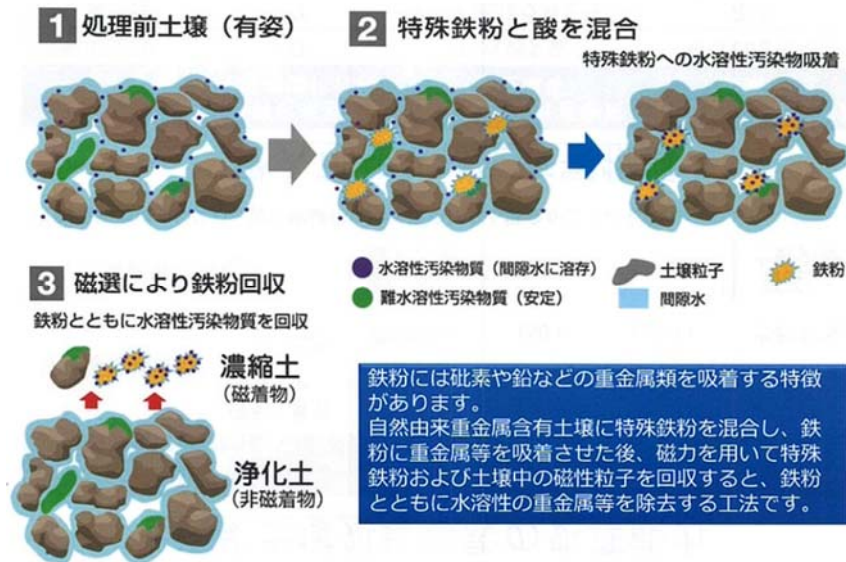 1 処理前土壌（有姿）
2 特殊鉄粉と酸を混合
特殊鉄粉への水溶性汚染物吸着
水溶性汚染物質（間隙水に溶存）
難水溶性汚染物質（安定）
土壌粒子
間隙水
鉄粉
3 磁選により鉄粉回収
鉄粉とともに水溶性汚染物質を回収
濃縮土
（磁着物）
浄化土
（非磁着物）
鉄粉には砒素や鉛などの重金属類を吸着する特徴
があります。
自然由来重金属含有土壌に特殊鉄粉を混合し、鉄
粉に重金属等を吸着させた後、磁力を用いて特殊
鉄粉および土壌中の磁性粒子を回収すると、鉄粉
とともに水溶性の重金属等を除去する工法です。